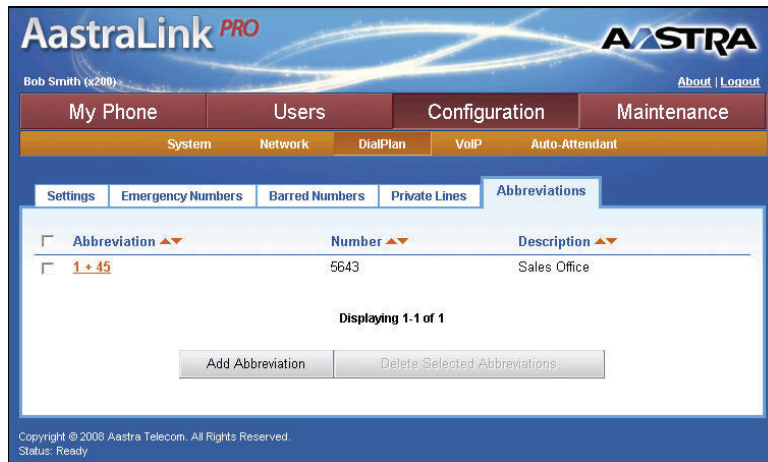 AastraLink PRO
AASTRA
Bob Smith (x200)
About | Logout
My Phone Users Configuration Maintenance
System Network DialPlan VoIP Auto-Attendant
Settings Emergency Numbers Barred Numbers Private Lines Abbreviations
Abbreviation Number Description
1 + 45 5643 Sales Office
Displaying 1-1 of 1
Add Abbreviation Delete Selected Abbreviations
Copyright © 2008 Aastra Telecom. All Rights Reserved.
Status: Ready